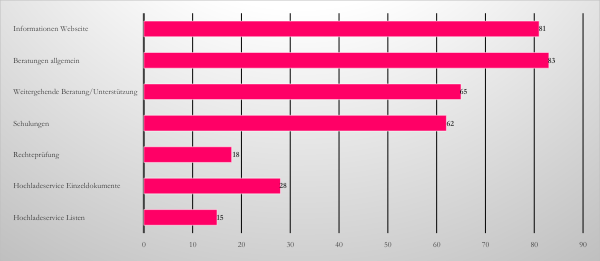 Informationen Webseite 81
Beratungen allgemein 83
Weitergehende Beratung/Unterstützung 65
Schulungen 62
Rechteprüfung 18
Hochladeservice Einzeldokumente 28
Hochladeservice Listen 15
0 10 20 30 40 50 60 70 80 90